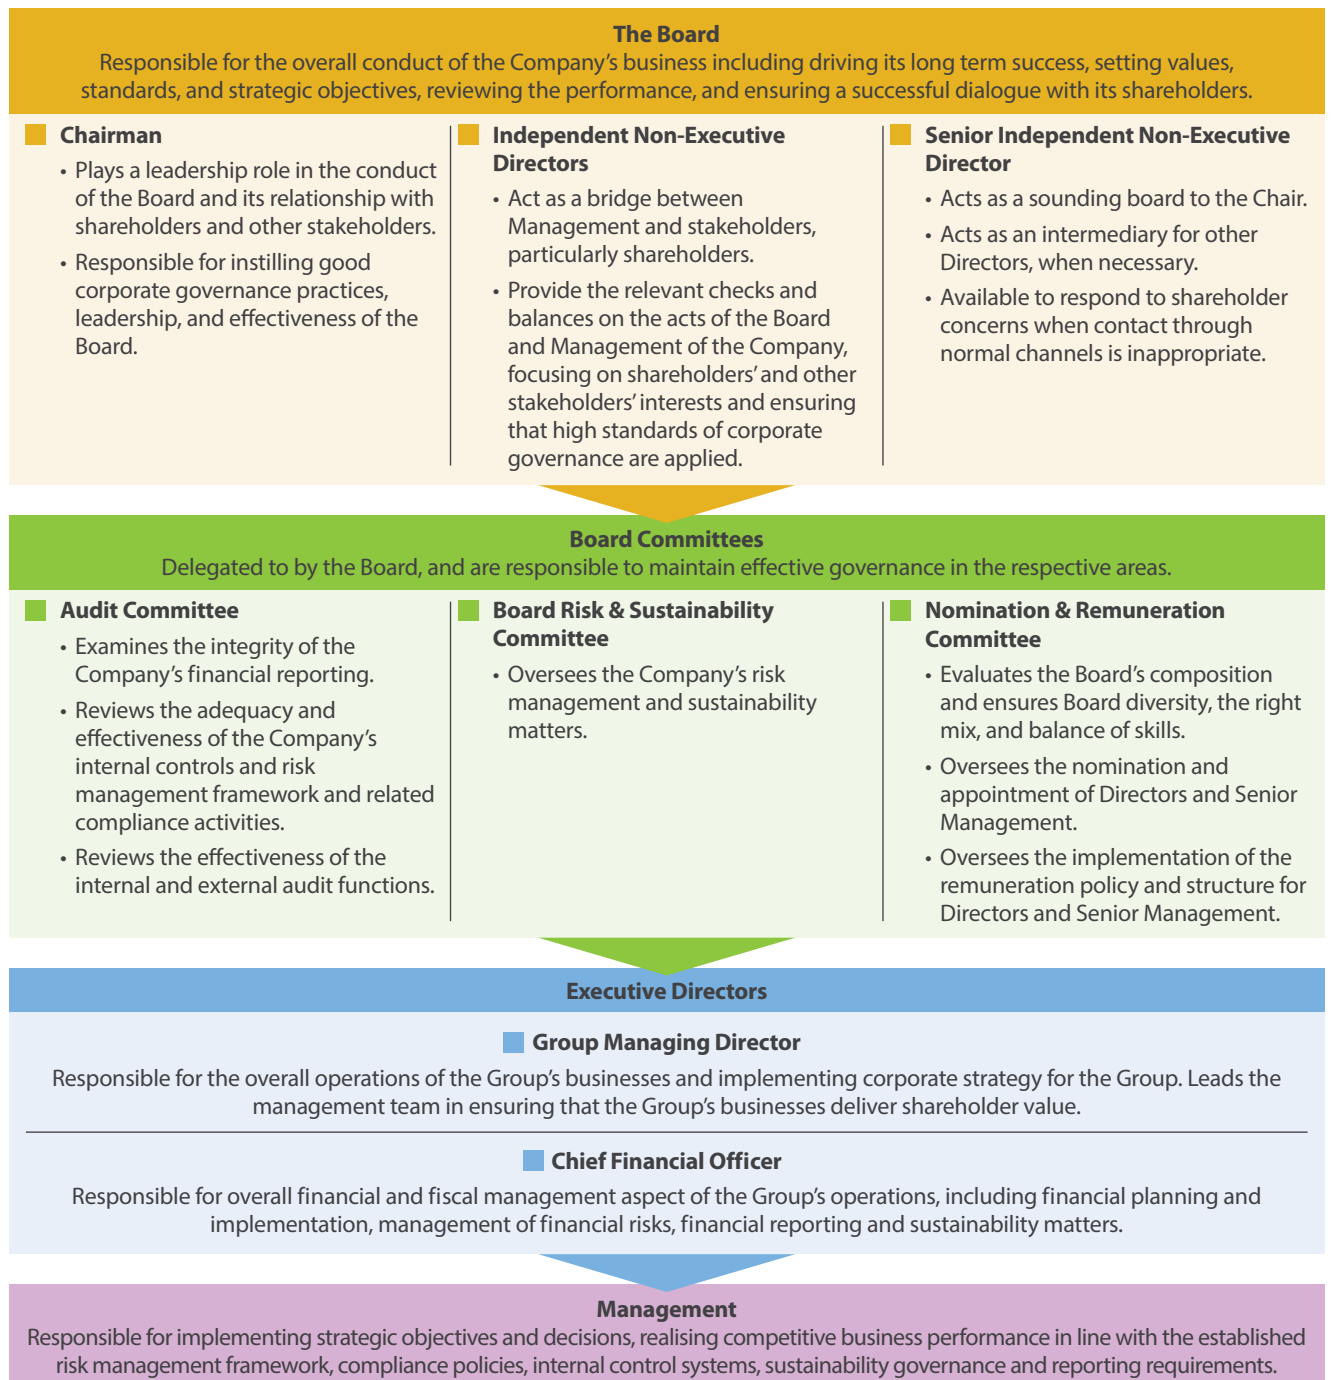 The Board
Responsible for the overall conduct of the Company's business including driving its long term success, setting values,
standards, and strategic objectives, reviewing the performance, and ensuring a successful dialogue with its shareholders.
Chairman
• Plays a leadership role in the conduct
of the Board and its relationship with
shareholders and other stakeholders.
• Responsible for instilling good
corporate governance practices,
leadership, and effectiveness of the
Board.
Independent Non-Executive
Directors
• Act as a bridge between
Management and stakeholders,
particularly shareholders.
• Provide the relevant checks and
balances on the acts of the Board
and Management of the Company,
focusing on shareholders' and other
stakeholders' interests and ensuring
that high standards of corporate
governance are applied.
Senior Independent Non-Executive
Director
• Acts as a sounding board to the Chair.
• Acts as an intermediary for other
Directors, when necessary.
• Available to respond to shareholder
concerns when contact through
normal channels is inappropriate.
Board Committees
Delegated to by the Board, and are responsible to maintain effective governance in the respective areas.
Audit Committee
• Examines the integrity of the
Company's financial reporting.
• Reviews the adequacy and
effectiveness of the Company's
internal controls and risk
management framework and related
compliance activities.
• Reviews the effectiveness of the
internal and external audit functions.
Board Risk & Sustainability
Committee
• Oversees the Company's risk
management and sustainability
matters.
Nomination & Remuneration
Committee
• Evaluates the Board's composition
and ensures Board diversity, the right
mix, and balance of skills.
• Oversees the nomination and
appointment of Directors and Senior
Management.
• Oversees the implementation of the
remuneration policy and structure for
Directors and Senior Management.
Executive Directors
Group Managing Director
Responsible for the overall operations of the Group's businesses and implementing corporate strategy for the Group. Leads the
management team in ensuring that the Group's businesses deliver shareholder value.
Chief Financial Officer
Responsible for overall financial and fiscal management aspect of the Group's operations, including financial planning and
implementation, management of financial risks, financial reporting and sustainability matters.
Management
Responsible for implementing strategic objectives and decisions, realising competitive business performance in line with the established
risk management framework, compliance policies, internal control systems, sustainability governance and reporting requirements.